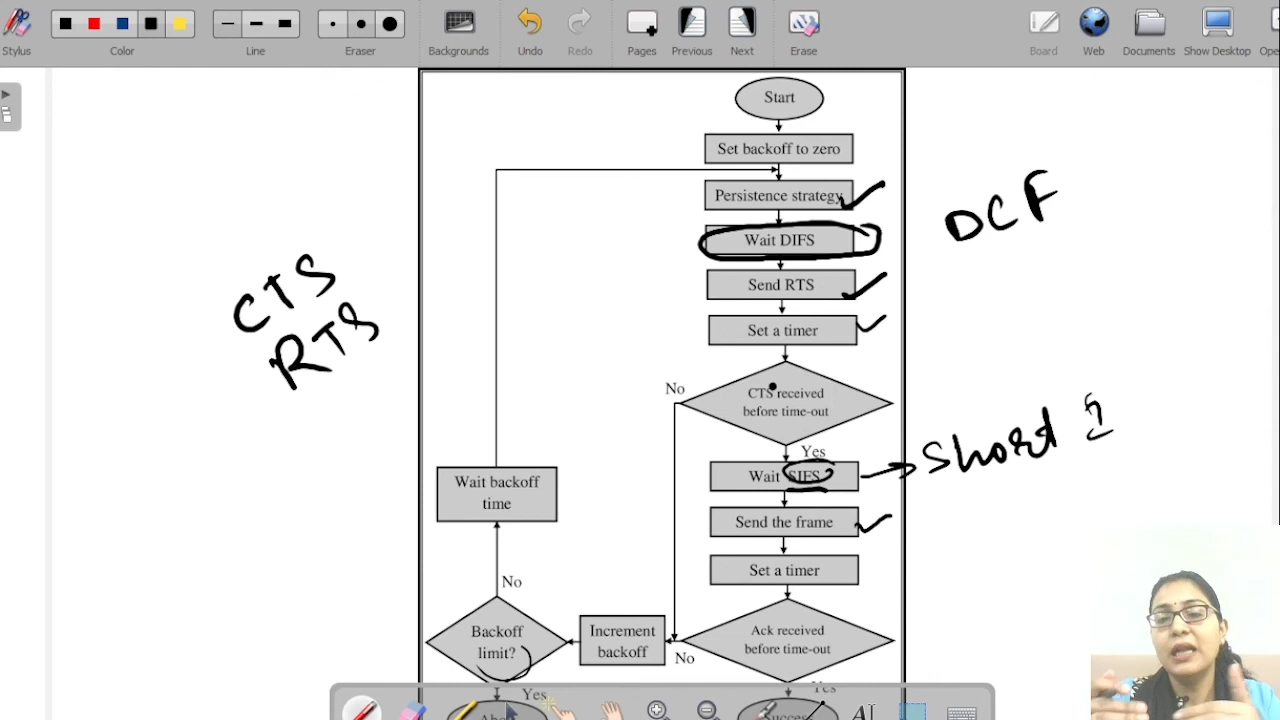 Stylus
Color
Line
Eraser
Backgrounds
Undo
Redo
Pages
Previous
Next
Erase
Board
Web
Documents
Show Desktop
Start
Set backoff to zero
Persistence strategy
Wait DIFS
Send RTS
Set a timer
CTS received
before time-out
No
Yes
Wait SIFS
Send the frame
Set a timer
Ack received
before time-out
No
Yes
Increment
backoff
Backoff
limit?
No
Yes
Wait backoff
time
CTS
RTS
DCF
Short